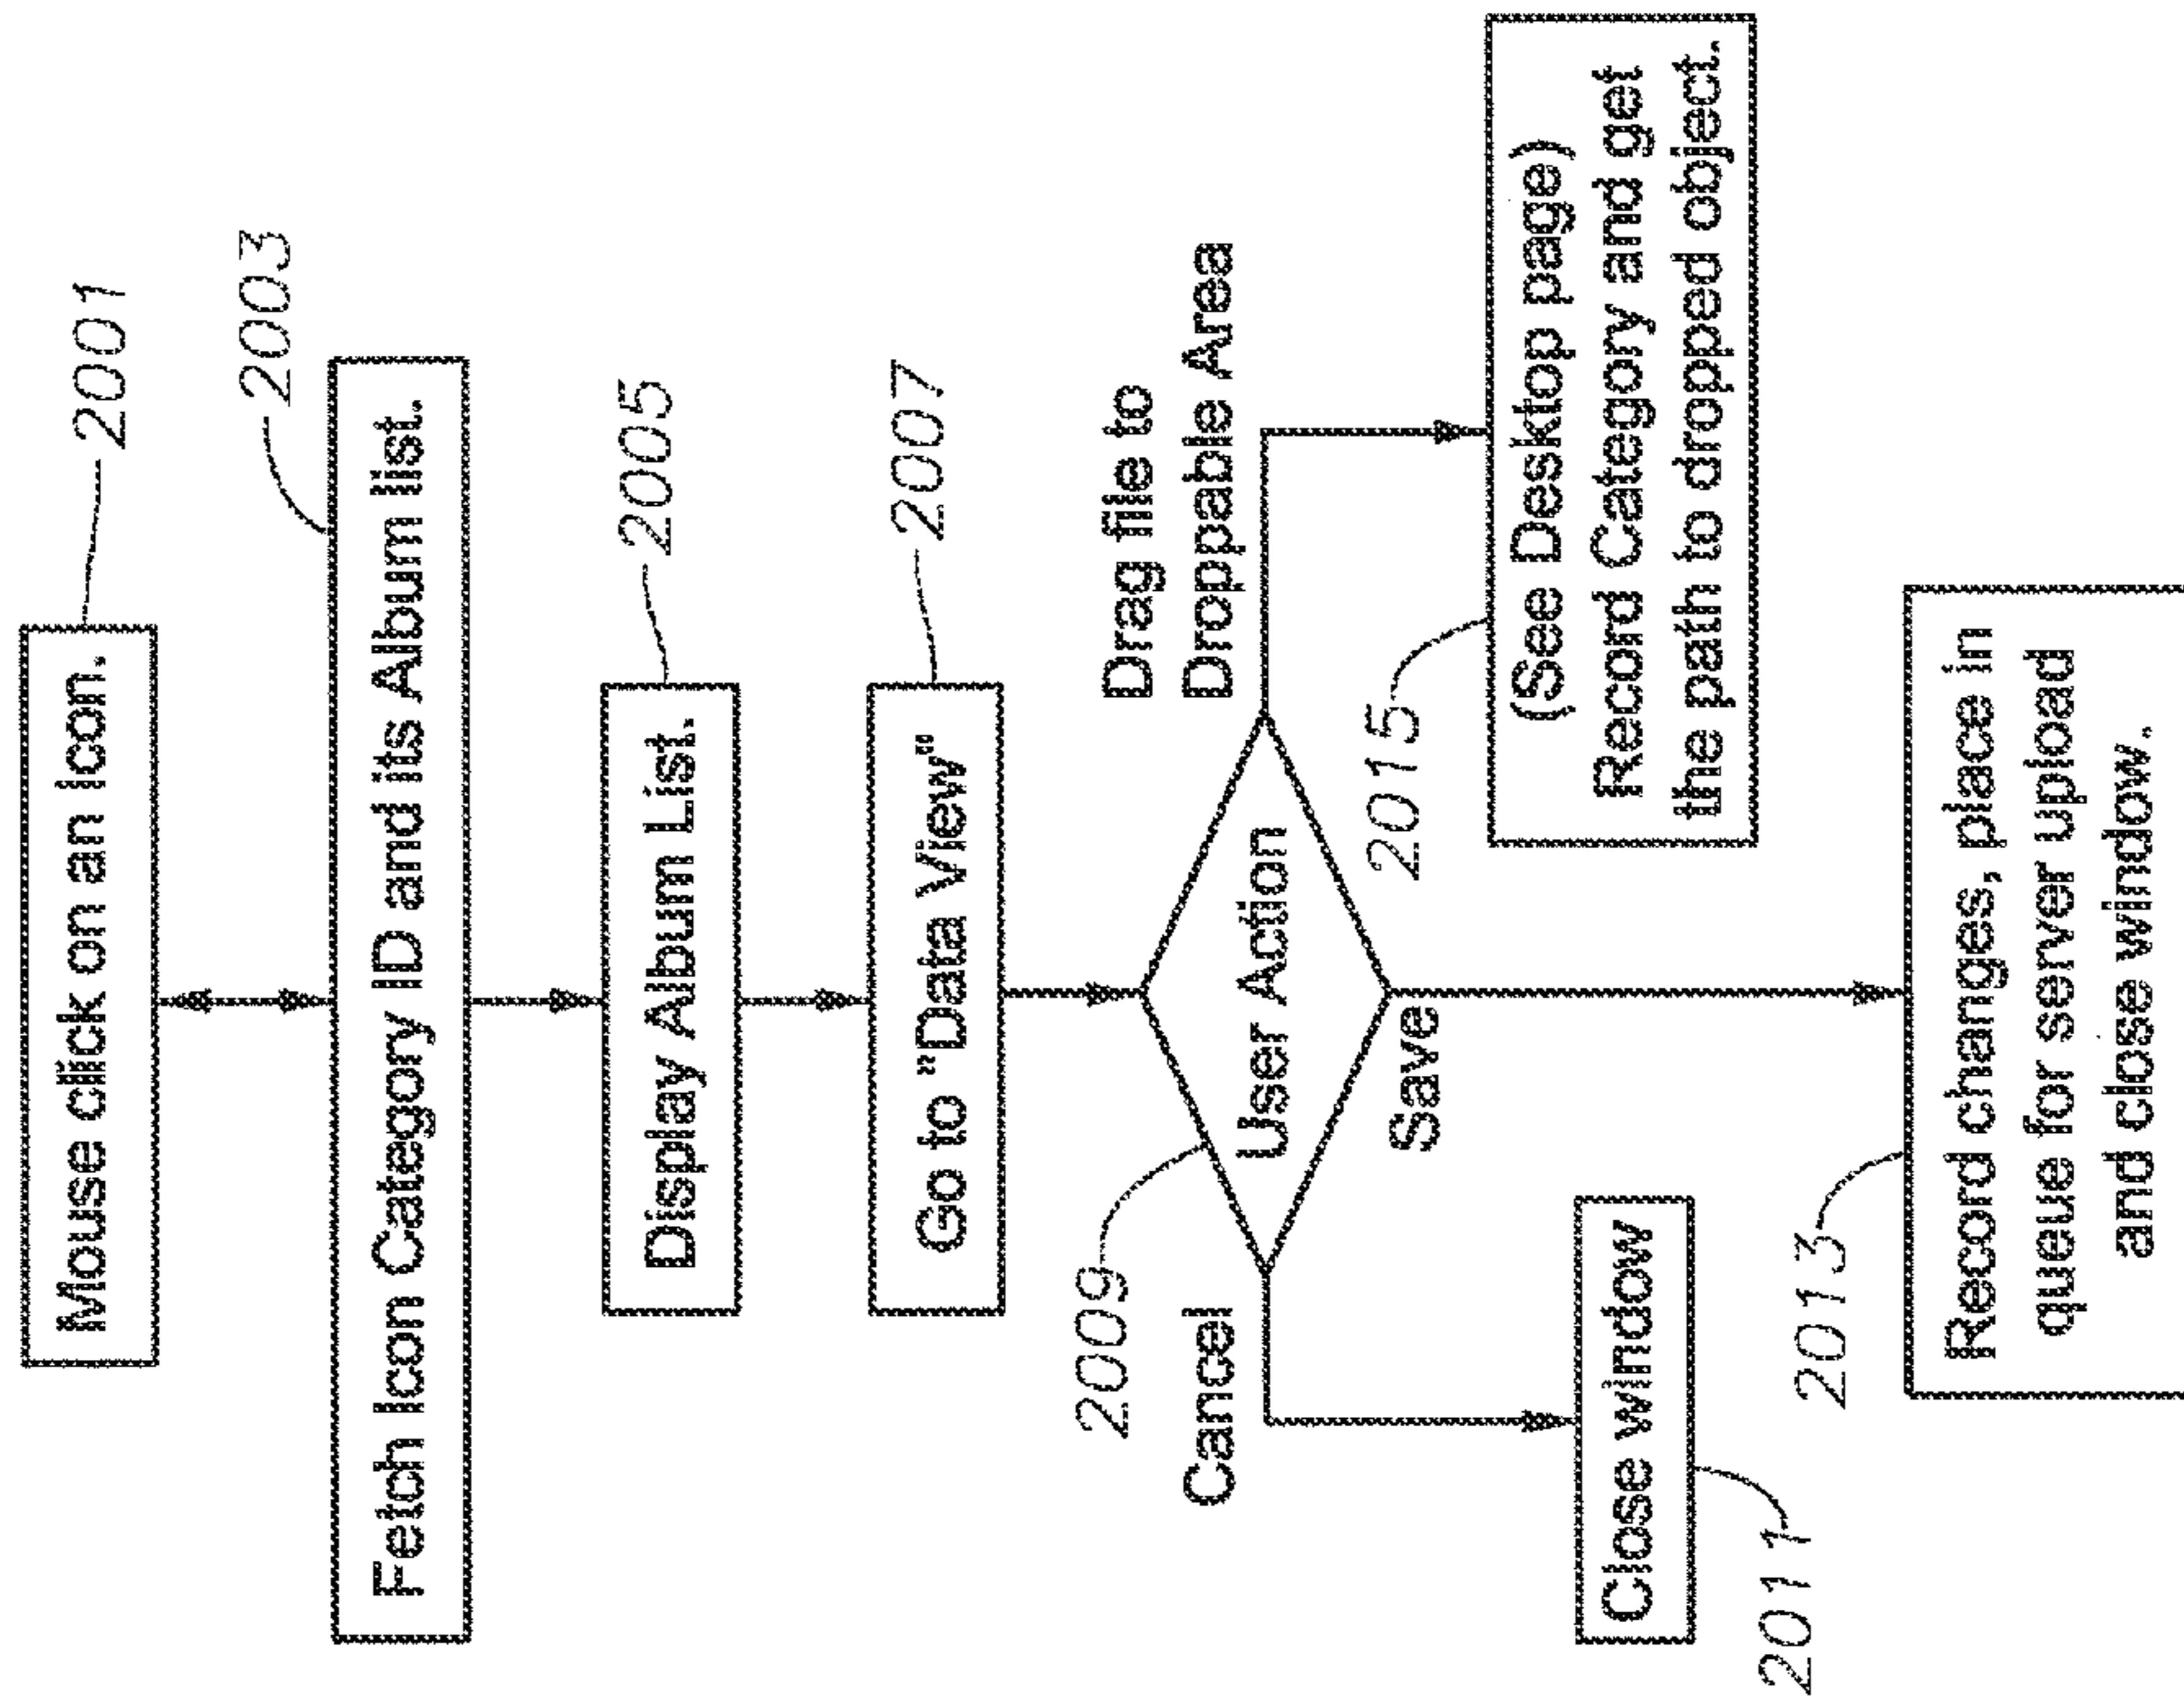 Mouse click on an Icon.
2001
2003
Fetch Icon Category ID and its Album list.
2005
Display Album List.
2007
Go to "Data View"
2009
User Action
Cancel
Save
Drag file to
Droppable Area
Close window
2011
2015
(See Desktop page)
Record Category and get
the path to dropped object.
2013
Record changes, place in
queue for server upload
and close window.